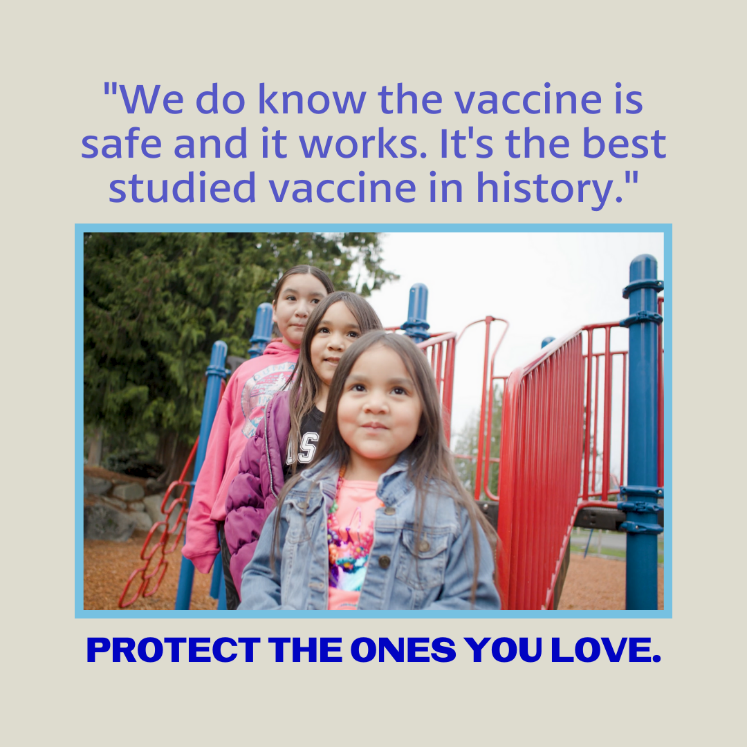 "We do know the vaccine is
safe and it works. It's the best
studied vaccine in history."
S
PROTECT THE ONES YOU LOVE.